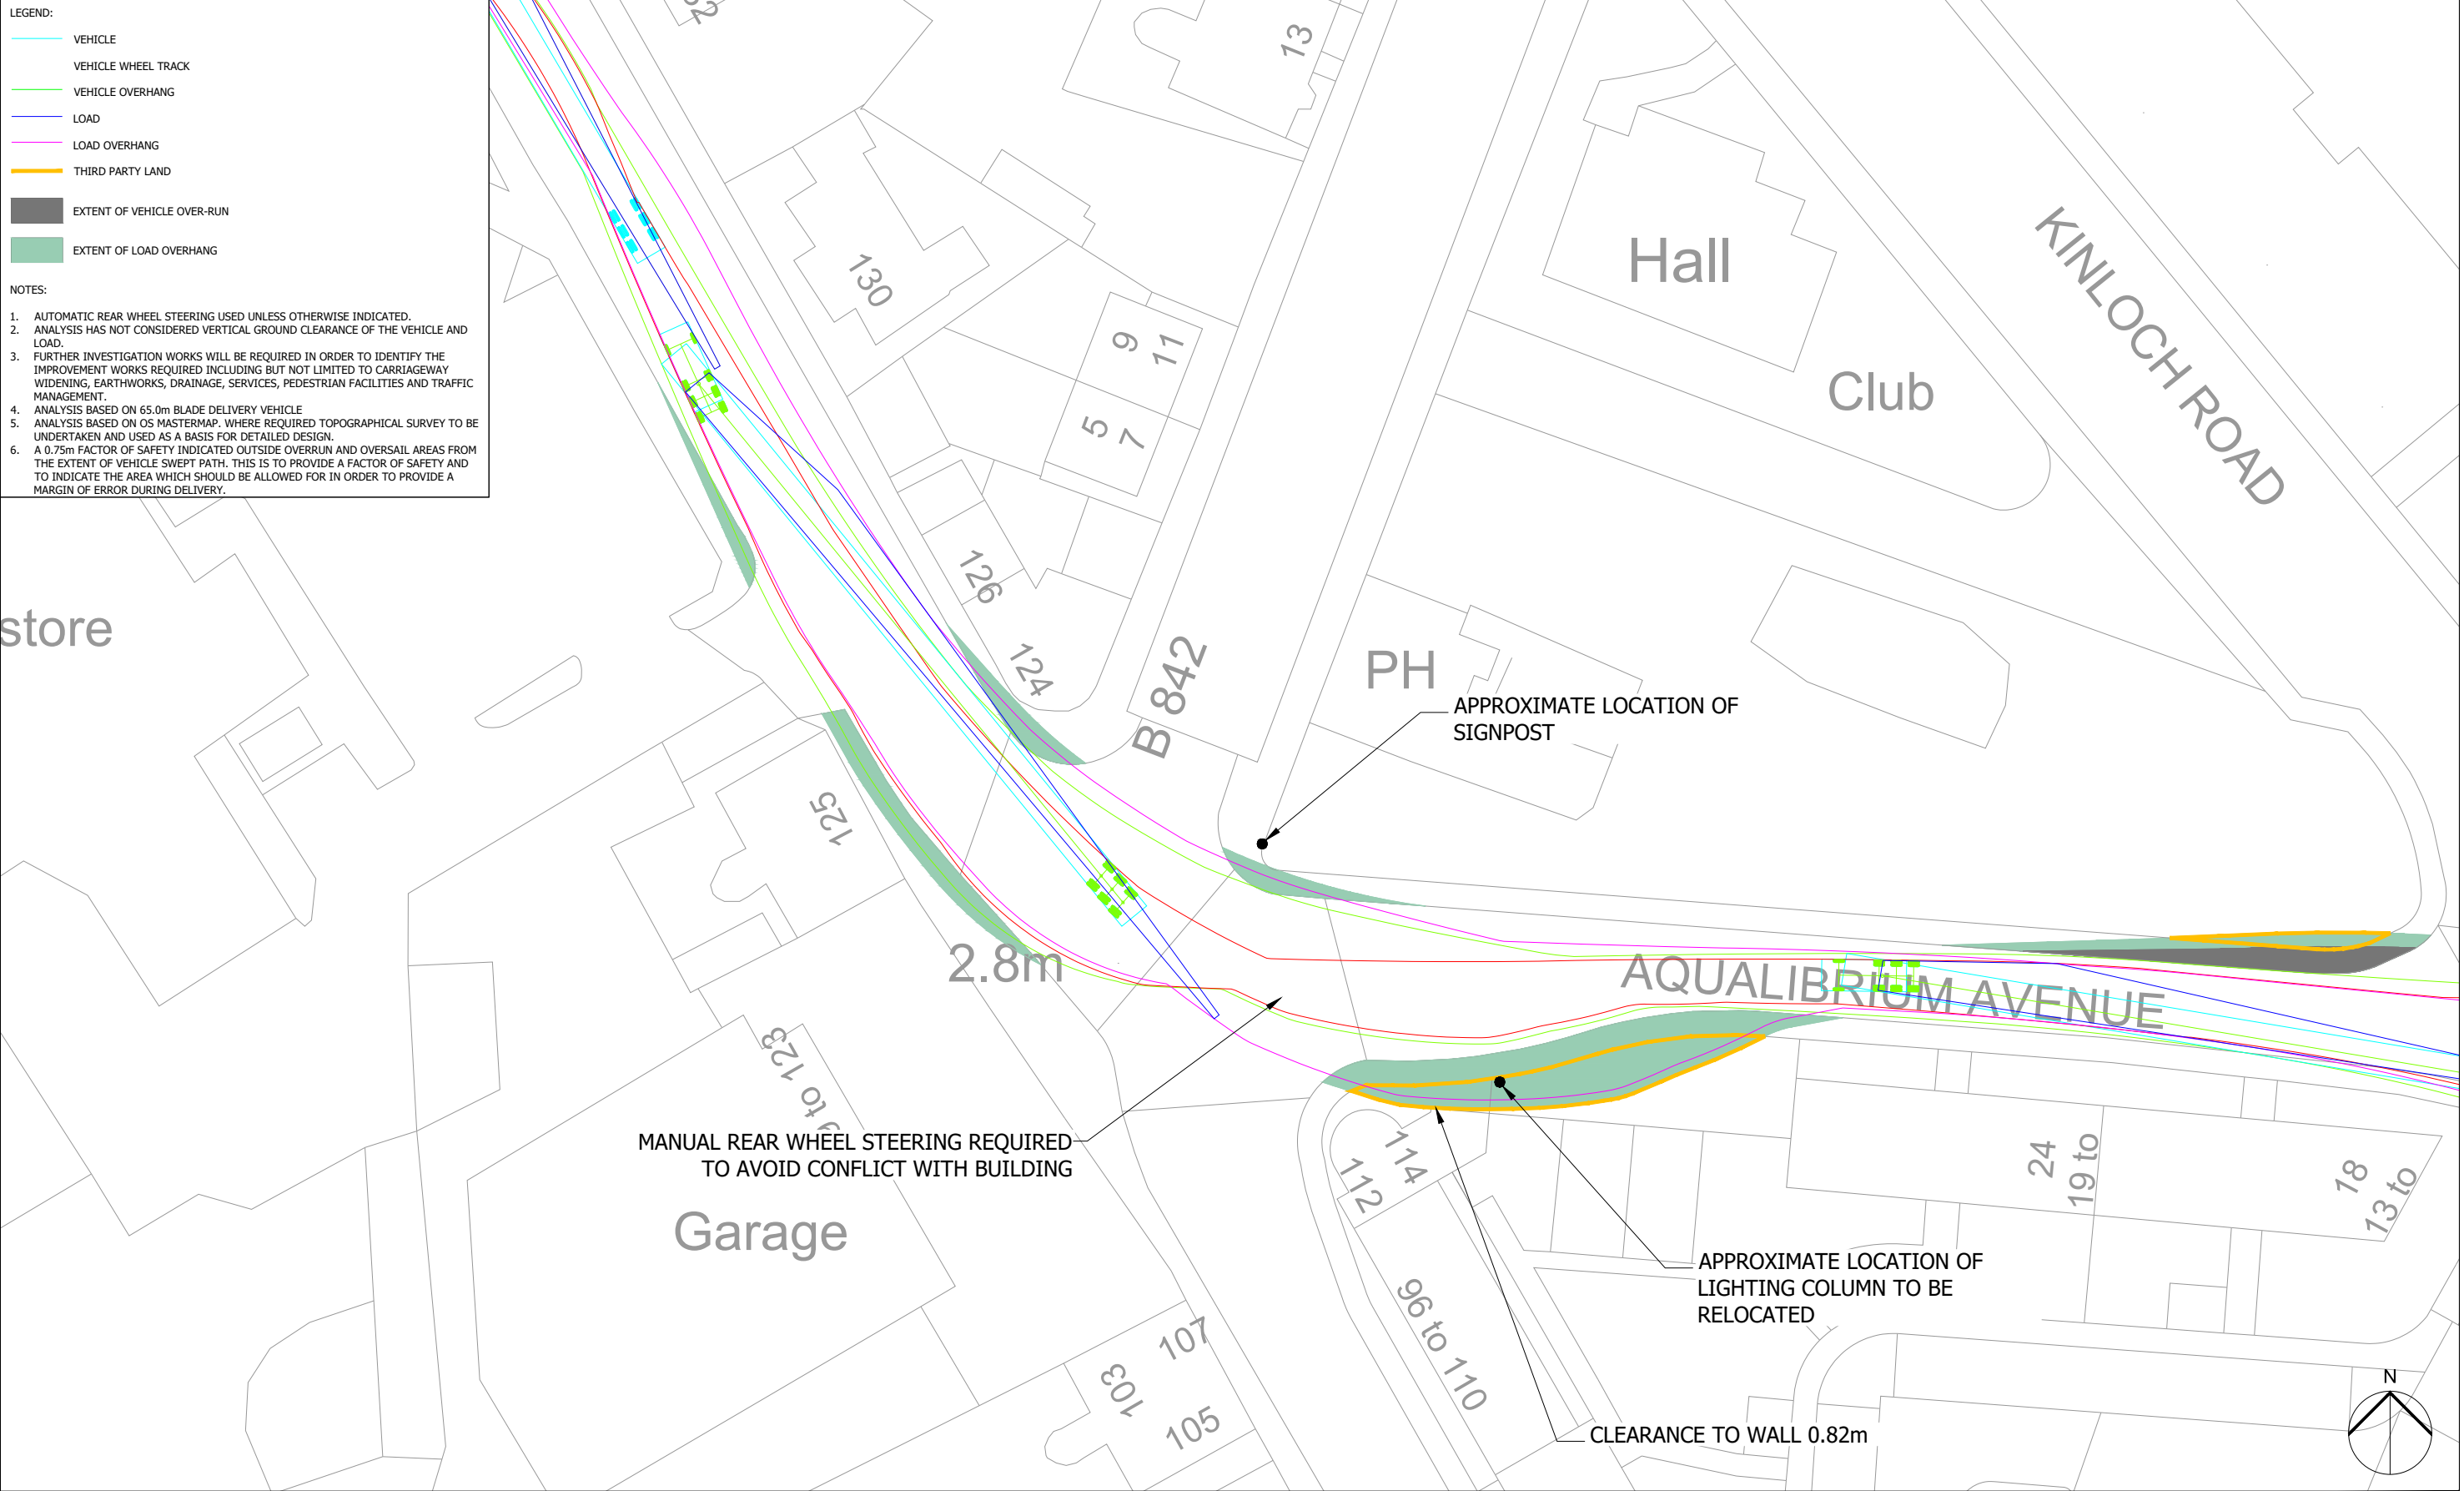 LEGEND:
VEHICLE
VEHICLE WHEEL TRACK
VEHICLE OVERHANG
LOAD
LOAD OVERHANG
THIRD PARTY LAND
EXTENT OF VEHICLE OVER-RUN
EXTENT OF LOAD OVERHANG
NOTES:
1. AUTOMATIC REAR WHEEL STEERING USED UNLESS OTHERWISE INDICATED.
2. ANALYSIS HAS NOT CONSIDERED VERTICAL GROUND CLEARANCE OF THE VEHICLE AND
LOAD.
3. FURTHER INVESTIGATION WORKS WILL BE REQUIRED IN ORDER TO IDENTIFY THE
IMPROVEMENT WORKS REQUIRED INCLUDING BUT NOT LIMITED TO CARRIAGEWAY
WIDENING, EARTHWORKS, DRAINAGE, SERVICES, PEDESTRIAN FACILITIES AND TRAFFIC
MANAGEMENT.
4. ANALYSIS BASED ON 65.0m BLADE DELIVERY VEHICLE
5. ANALYSIS BASED ON OS MASTERMAP. WHERE REQUIRED TOPOGRAPHICAL SURVEY TO BE
UNDERTAKEN AND USED AS A BASIS FOR DETAILED DESIGN.
6. A 0.75m FACTOR OF SAFETY INDICATED OUTSIDE OVERRUN AND OVERSAIL AREAS FROM
THE EXTENT OF VEHICLE SWEPT PATH. THIS IS TO PROVIDE A FACTOR OF SAFETY AND
TO INDICATE THE AREA WHICH SHOULD BE ALLOWED FOR IN ORDER TO PROVIDE A
MARGIN OF ERROR DURING DELIVERY.
13
Hall
Club
KINLOCH ROAD
130
9
11
5
7
126
124
B 842
PH
store
APPROXIMATE LOCATION OF
SIGNPOST
125
2.8m
AQUALIBRIUM AVENUE
MANUAL REAR WHEEL STEERING REQUIRED
TO AVOID CONFLICT WITH BUILDING
Garage
114
112
24
19 to
18
13 to
APPROXIMATE LOCATION OF
LIGHTING COLUMN TO BE
RELOCATED
96 to 110
107
103
105
CLEARANCE TO WALL 0.82m
N